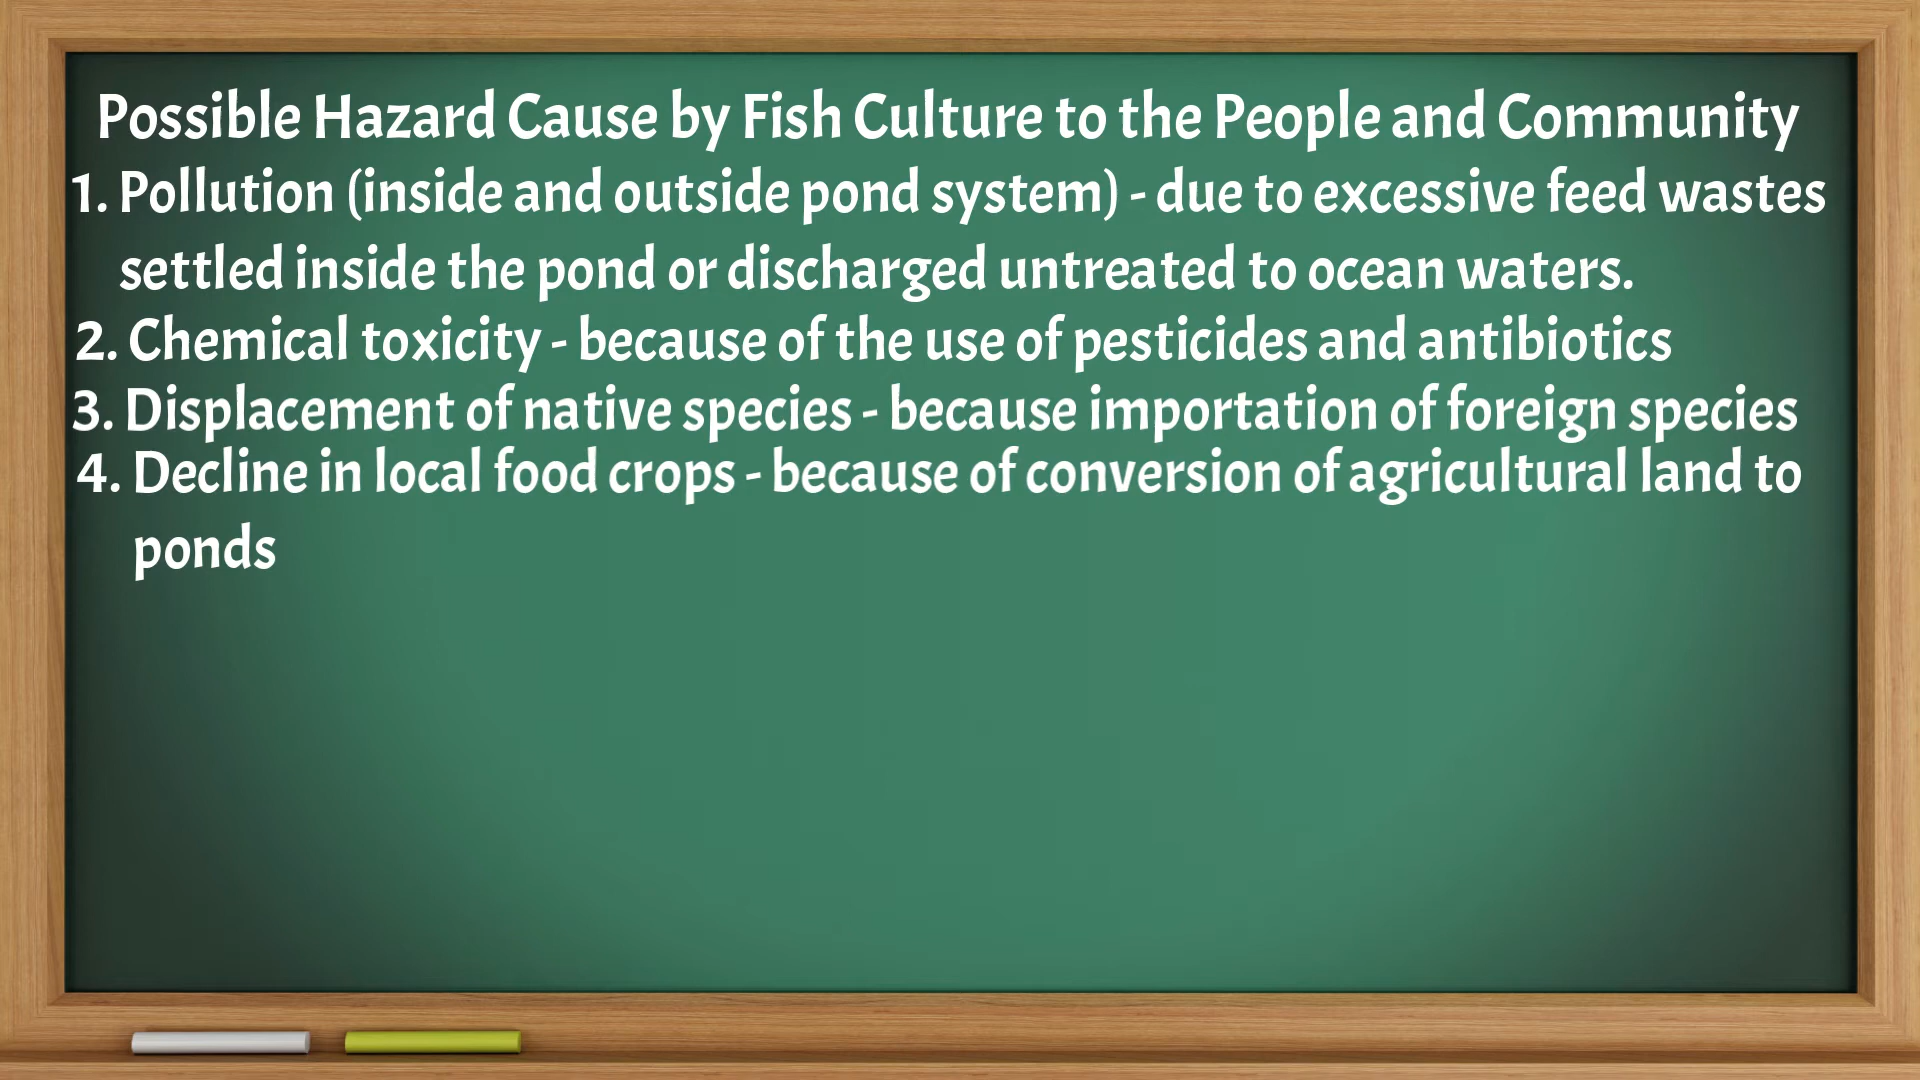 Possible Hazard Cause by Fish Culture to the People and Community
1. Pollution (inside and outside pond system) - due to excessive feed wastes
settled inside the pond or discharged untreated to ocean waters.
2. Chemical toxicity - because of the use of pesticides and antibiotics
3. Displacement of native species - because importation of foreign species
4. Decline in local food crops - because of conversion of agricultural land to
ponds